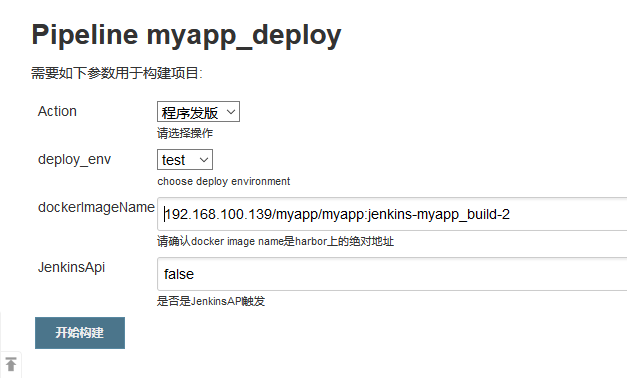 Pipeline myapp_deploy
需要如下参数用于构建项目:
Action
程序发版
请选择操作
deploy_env
test
choose deploy environment
dockerImageName
192.168.100.139/myapp/myapp:jenkins-myapp_build-2
请确认docker image name是harbor上的绝对地址
JenkinsApi
false
是否是JenkinsAPI触发
开始构建